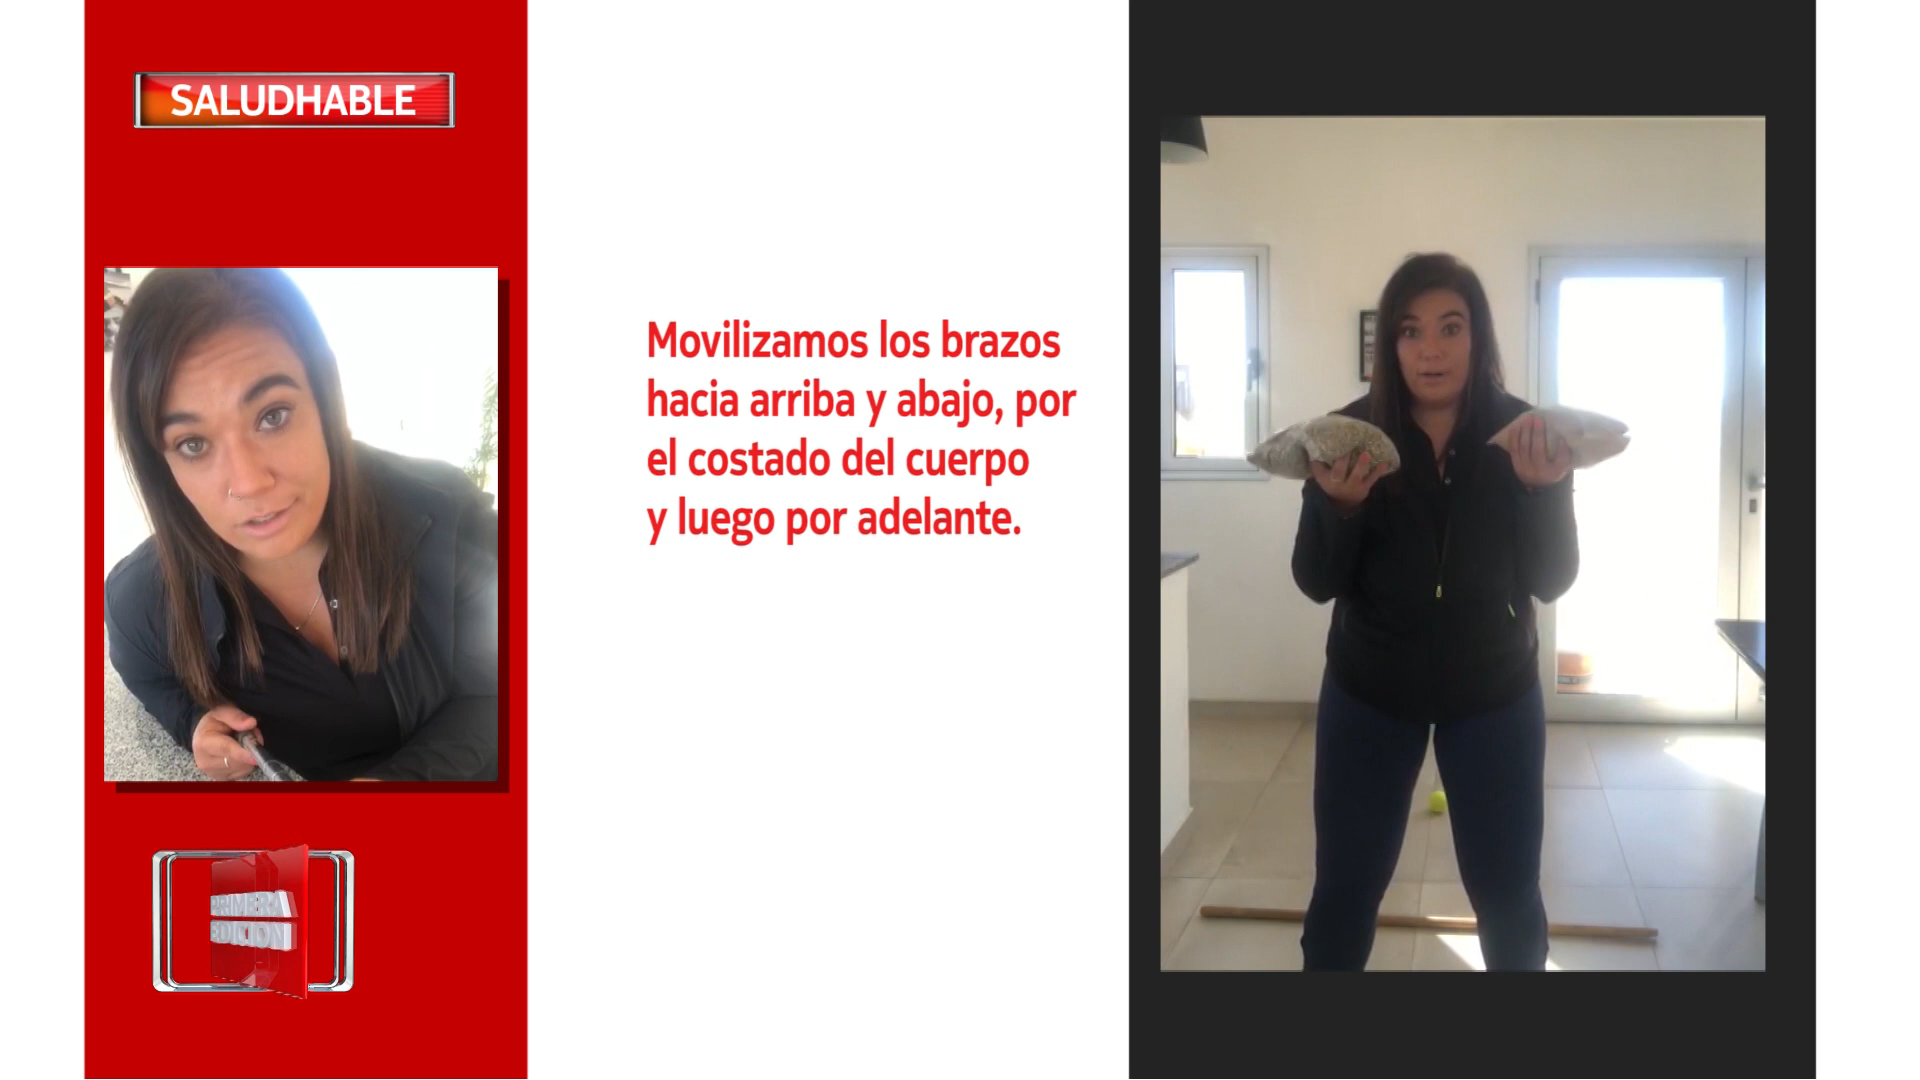 SALUDHABLE
Movilizamos los brazos
hacia arriba y abajo, por
el costado del cuerpo
y luego por adelante.
PRIMERA
EDICION